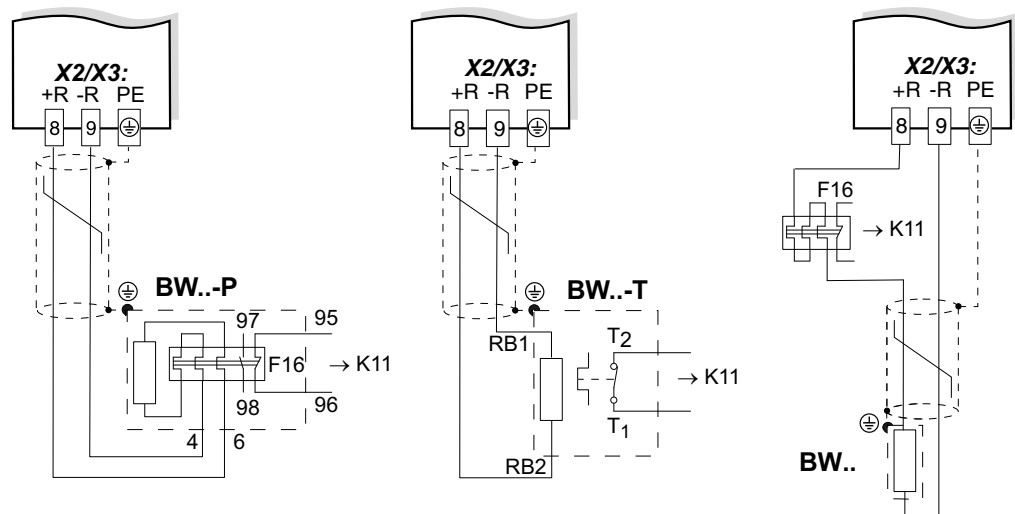 X2/X3:
+R -R PE
8 9
BW..-P
97 95
F16 → K11
98 96
4 6
X2/X3:
+R -R PE
8 9
BW..-T
RB1 T2
→ K11
T1
RB2
X2/X3:
+R -R PE
8 9
F16
→ K11
BW..